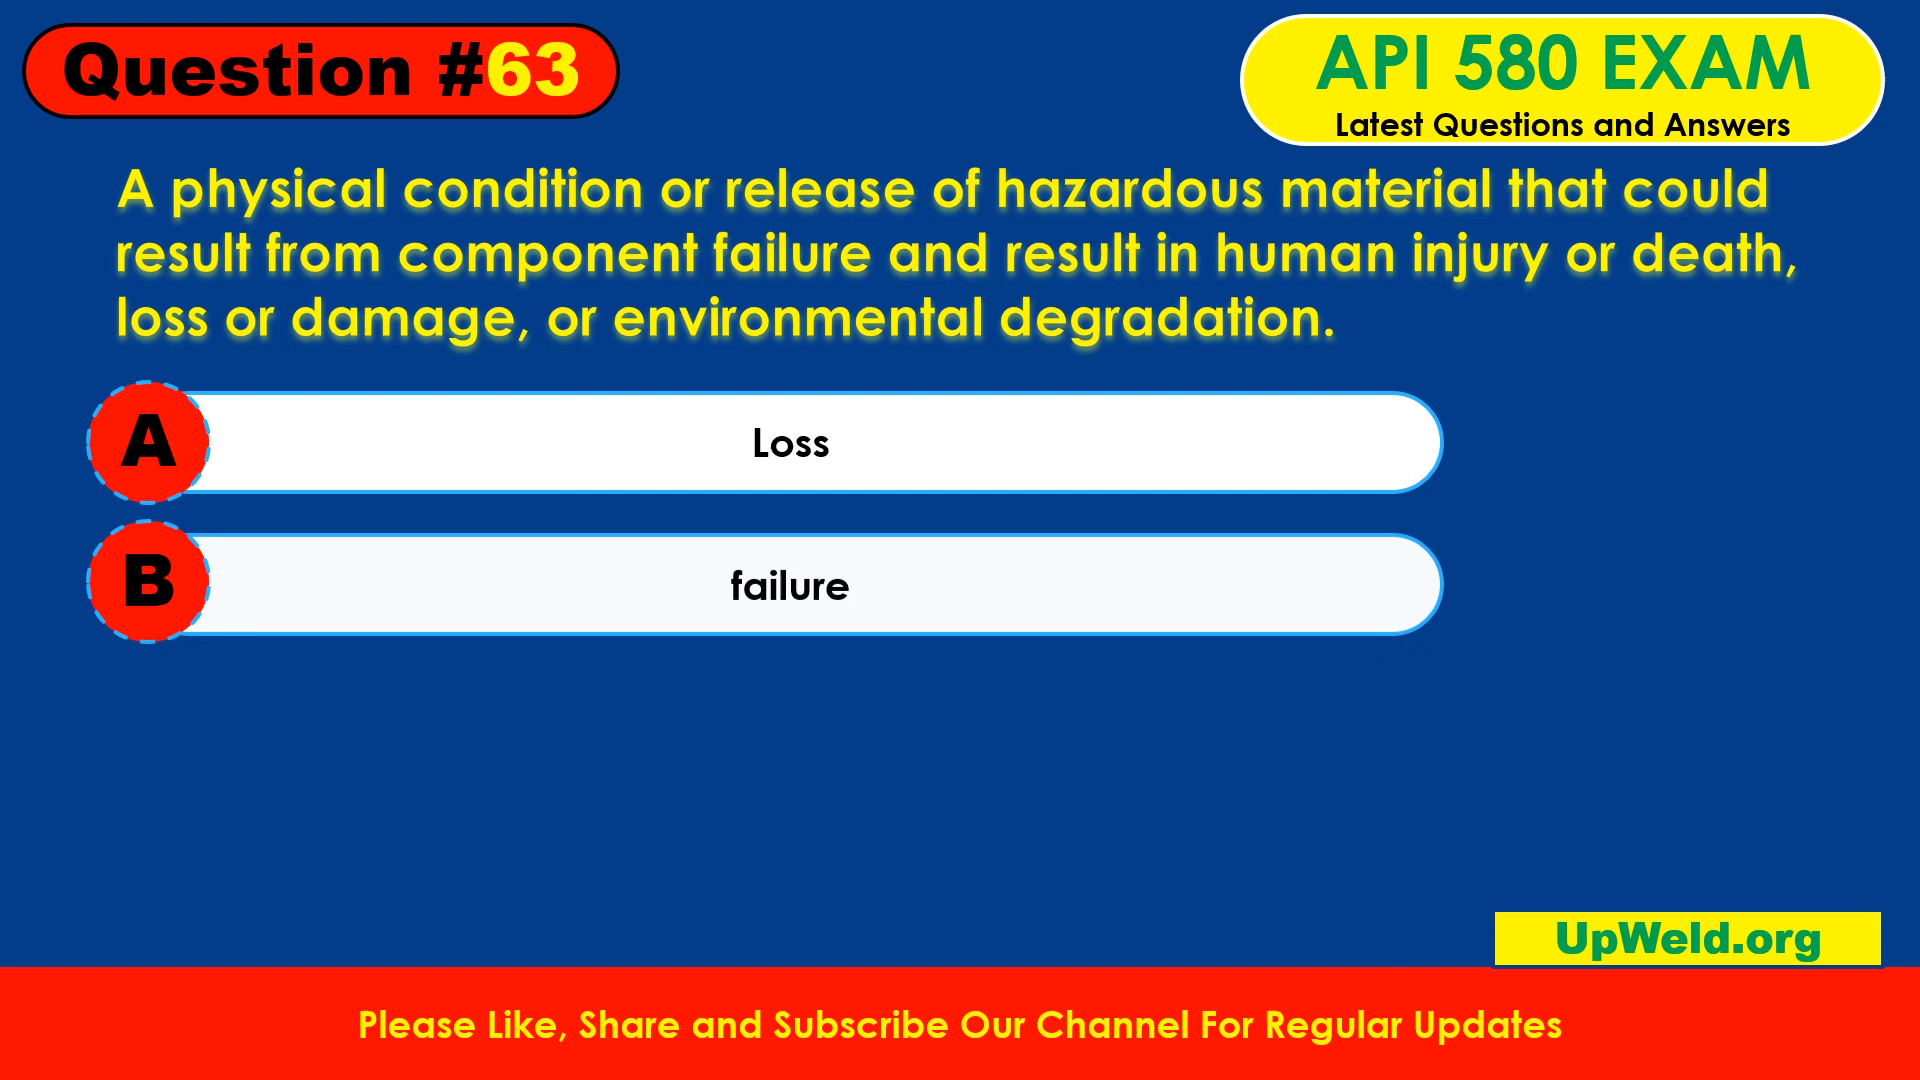 Question #63
API 580 EXAM
Latest Questions and Answers
A physical condition or release of hazardous material that could
result from component failure and result in human injury or death,
loss or damage, or environmental degradation.
A
Loss
B
failure
UpWeld.org
Please Like, Share and Subscribe Our Channel For Regular Updates